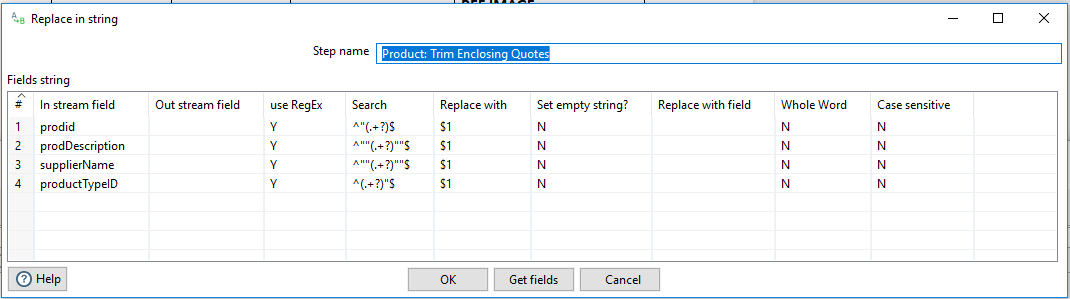 Replace in string
Step name Product: Trim Enclosing Quotes
Fields string
# In stream field Out stream field use RegEx Search Replace with Set empty string? Replace with field Whole Word Case sensitive
1 prodid Y ^"(.+?)$ $1 N N N
2 prodDescription Y ^""(.+?)""$ $1 N N N
3 supplierName Y ^""(.+?)""$ $1 N N N
4 productTypeID Y ^(.+?)"$ $1 N N N
Help OK Get fields Cancel